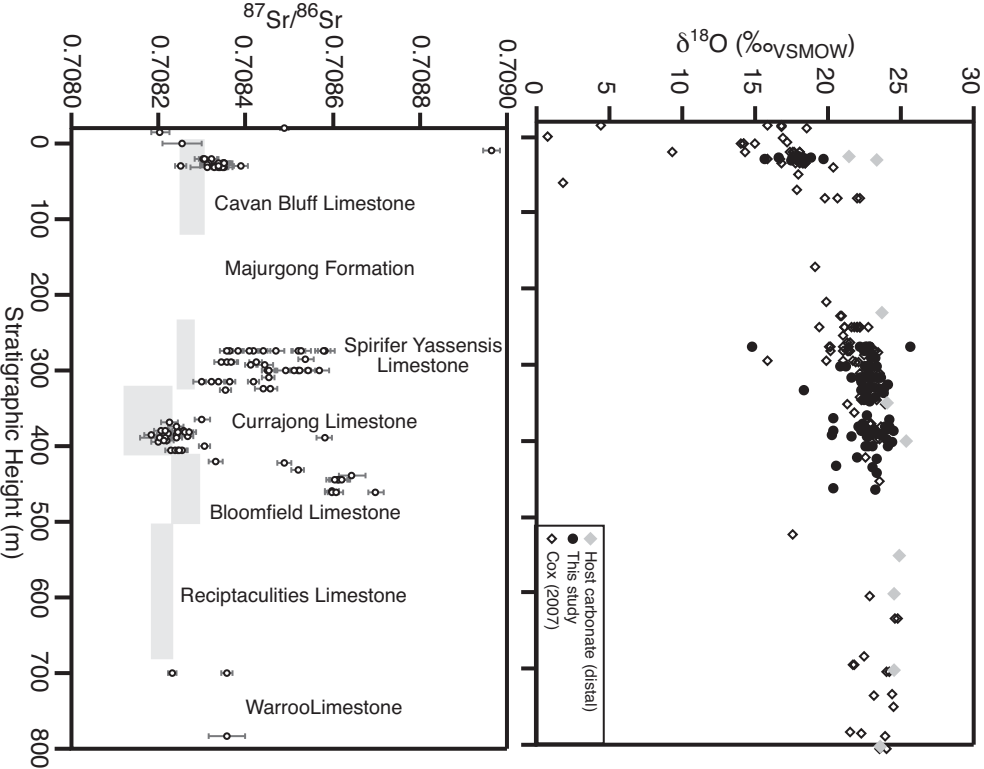 ⁸⁷Sr/⁸⁶Sr
0.7080
0.7082
0.7084
0.7086
0.7088
0.7090
0
100
200
300
400
500
600
700
800
Stratigraphic Height (m)
Cavan Bluff Limestone
Majurgong Formation
Spirifer Yassensis
Limestone
Currajong Limestone
Bloomfield Limestone
Reciptaculities Limestone
WarrooLimestone
δ¹⁸O (‰VSMOW)
0
5
10
15
20
25
30
Host carbonate (distal)
This study
Cox (2007)